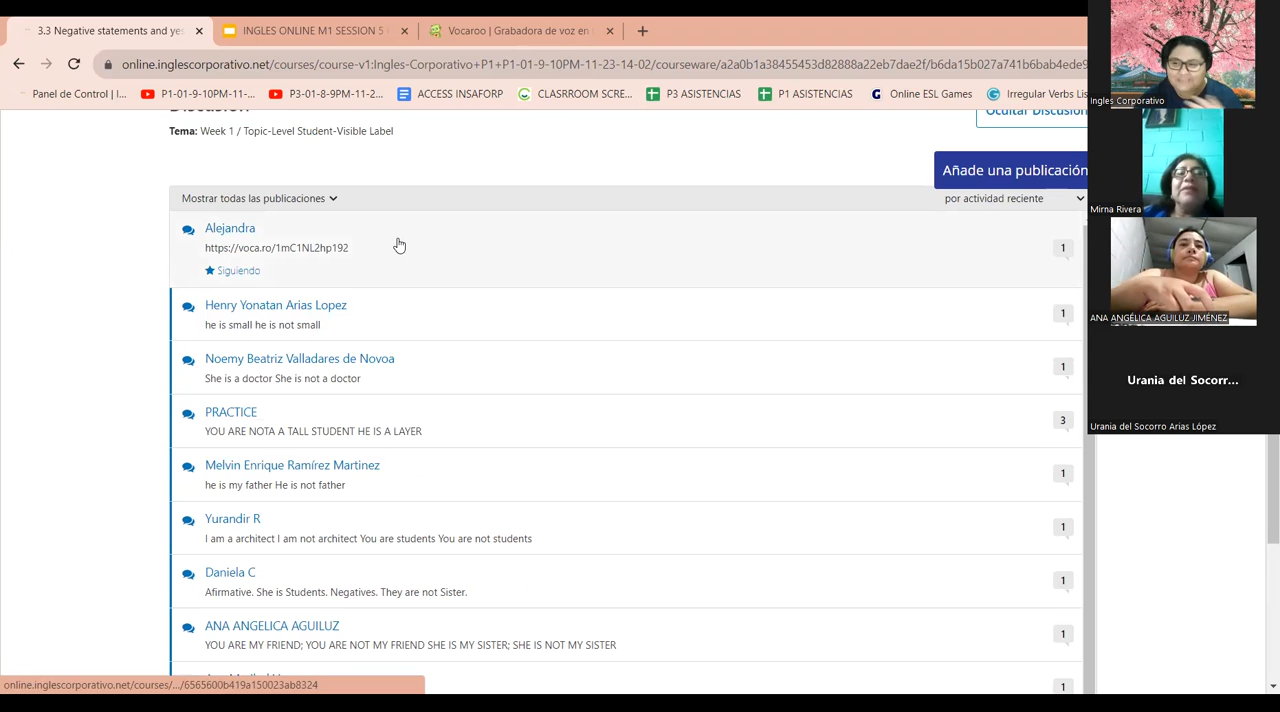 3.3 Negative statements and yes
INGLES ONLINE M1 SESSION 5
Vocaroo | Grabadora de voz en
online.inglescorporativo.net/courses/course-v1:Ingles-Corporativo+P1+P1-01-9-10PM-11-23-14-02/courseware/a2a0b1a38455453d82888a22eb7dae2f/b6da15b027a741b6bab4ede9
Panel de Control | I...
P1-01-9-10PM-11-...
P3-01-8-9PM-11-2...
ACCESS INSAFORP
CLASRROOM SCRE...
P3 ASISTENCIAS
P1 ASISTENCIAS
Online ESL Games
Irregular Verbs Lis
Discusión
Ocultar Discusión
Tema: Week 1 / Topic-Level Student-Visible Label
Añade una publicación
Mostrar todas las publicaciones
por actividad reciente
Alejandra
https://voca.ro/1mC1NL2hp192
1
Siguiendo
Henry Yonatan Arias Lopez
he is small he is not small
1
Noemy Beatriz Valladares de Novoa
She is a doctor She is not a doctor
1
PRACTICE
YOU ARE NOTA A TALL STUDENT HE IS A LAYER
3
Melvin Enrique Ramírez Martinez
he is my father He is not father
1
Yurandir R
I am a architect I am not architect You are students You are not students
1
Daniela C
Afirmative. She is Students. Negatives. They are not Sister.
1
ANA ANGELICA AGUILUZ
YOU ARE MY FRIEND; YOU ARE NOT MY FRIEND SHE IS MY SISTER; SHE IS NOT MY SISTER
1
1
online.inglescorporativo.net/courses/.../6565600b419a150023ab8324
Ingles Corporativo
Mirna Rivera
ANA ANGÉLICA AGUILUZ JIMÉNEZ
Urania del Socorr...
Urania del Socorro Arias López